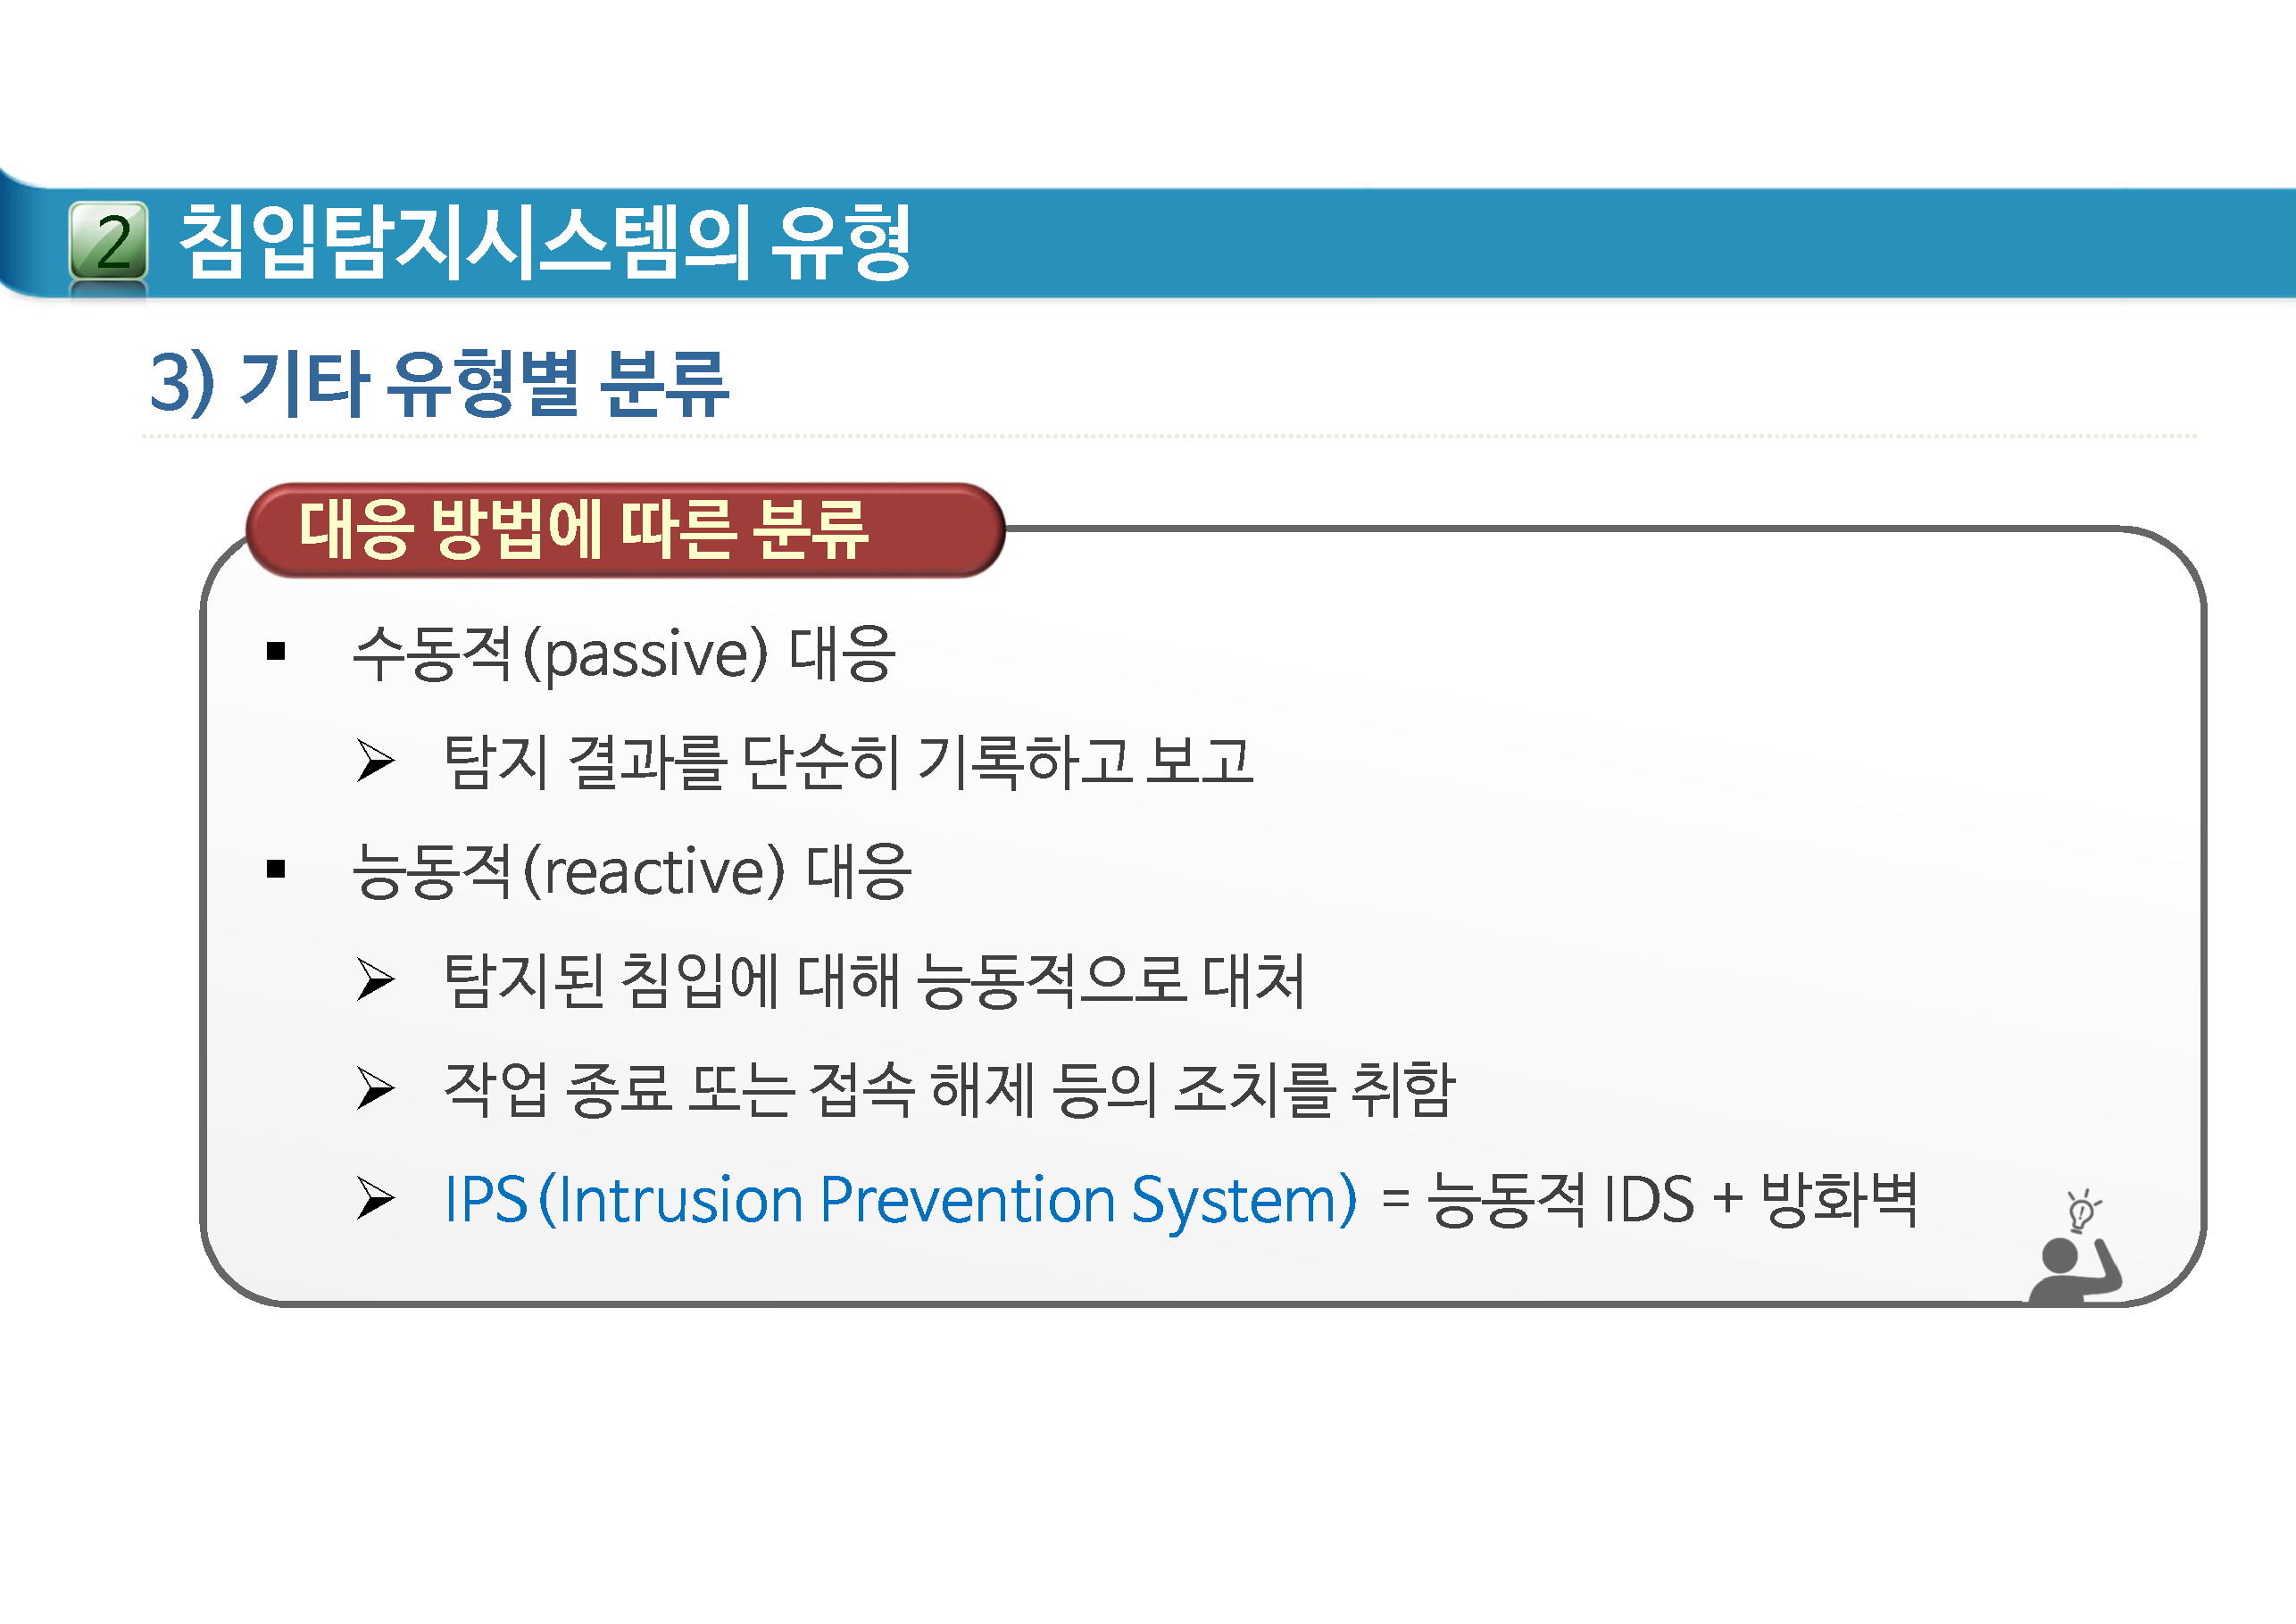 2 침입탐지시스템의 유형
3) 기타 유형별 분류
대응 방법에 따른 분류
▪ 수동적(passive) 대응
➢ 탐지 결과를 단순히 기록하고 보고
▪ 능동적(reactive) 대응
➢ 탐지된 침입에 대해 능동적으로 대처
➢ 작업 종료 또는 접속 해제 등의 조치를 취함
➢ IPS(Intrusion Prevention System) = 능동적 IDS + 방화벽